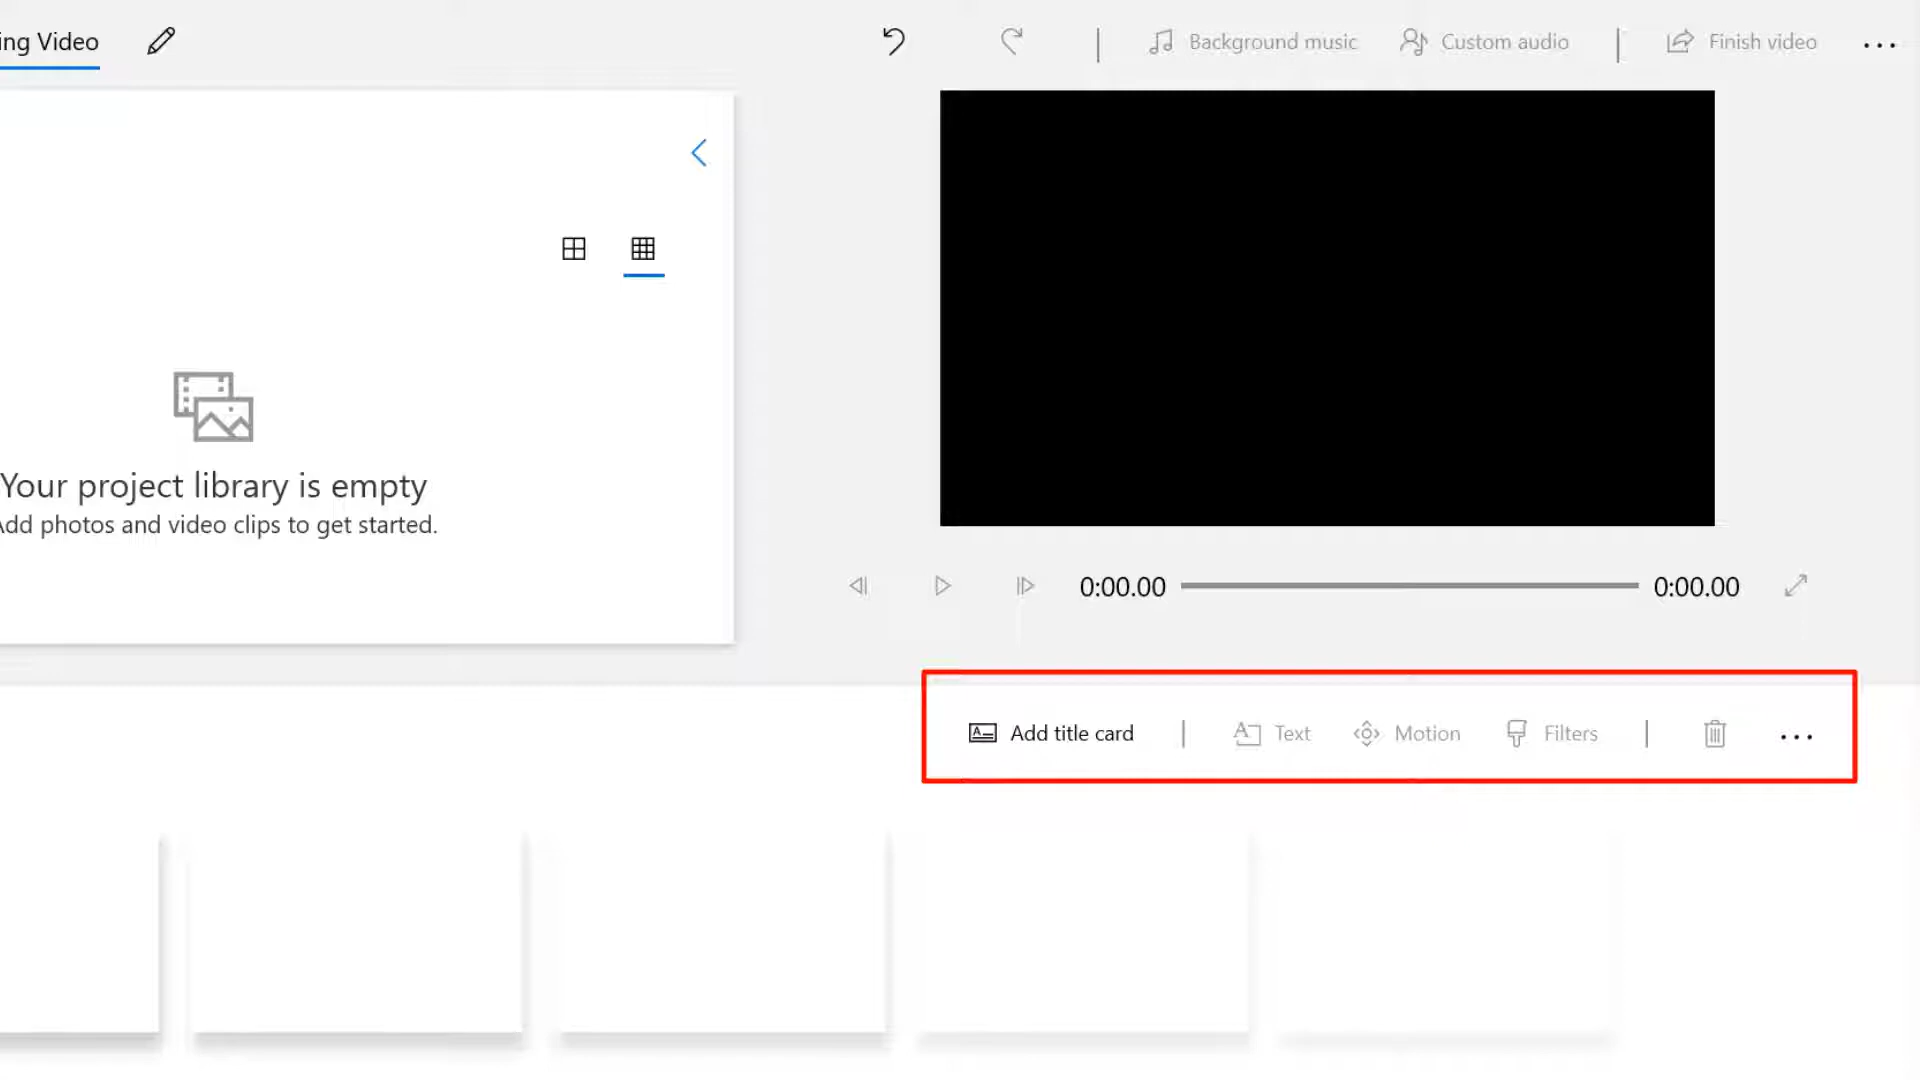 ing Video
Background music
Custom audio
Finish video
Your project library is empty
Add photos and video clips to get started.
0:00.00
0:00.00
Add title card
Text
Motion
Filters